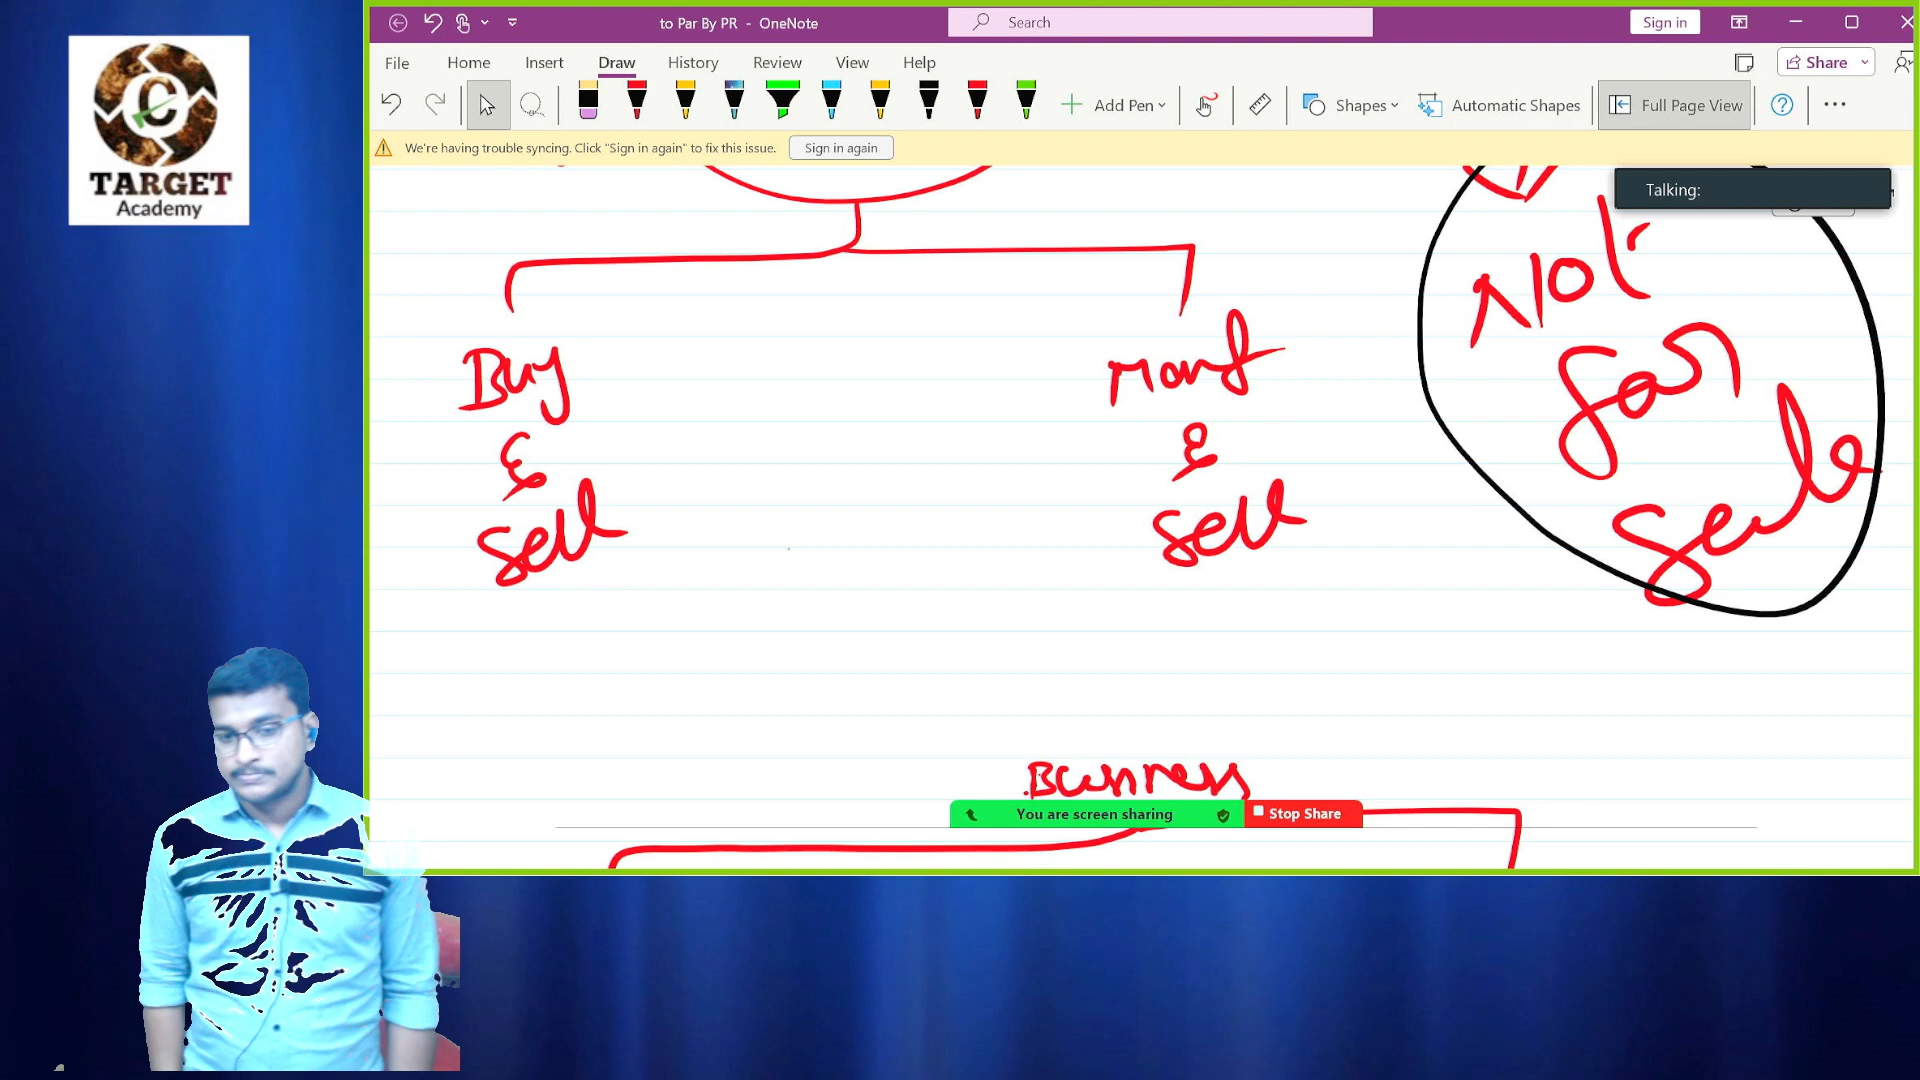 to Par By PR - OneNote
Search
Sign in
File Home Insert Draw History Review View Help
Share
Add Pen
Shapes
Automatic Shapes
Full Page View
We're having trouble syncing. Click "Sign in again" to fix this issue.
Sign in again
Talking:
C
TARGET
Academy
Buy
&
Sell
Manf
&
Sell
Not
for
Sale
Business
You are screen sharing
Stop Share